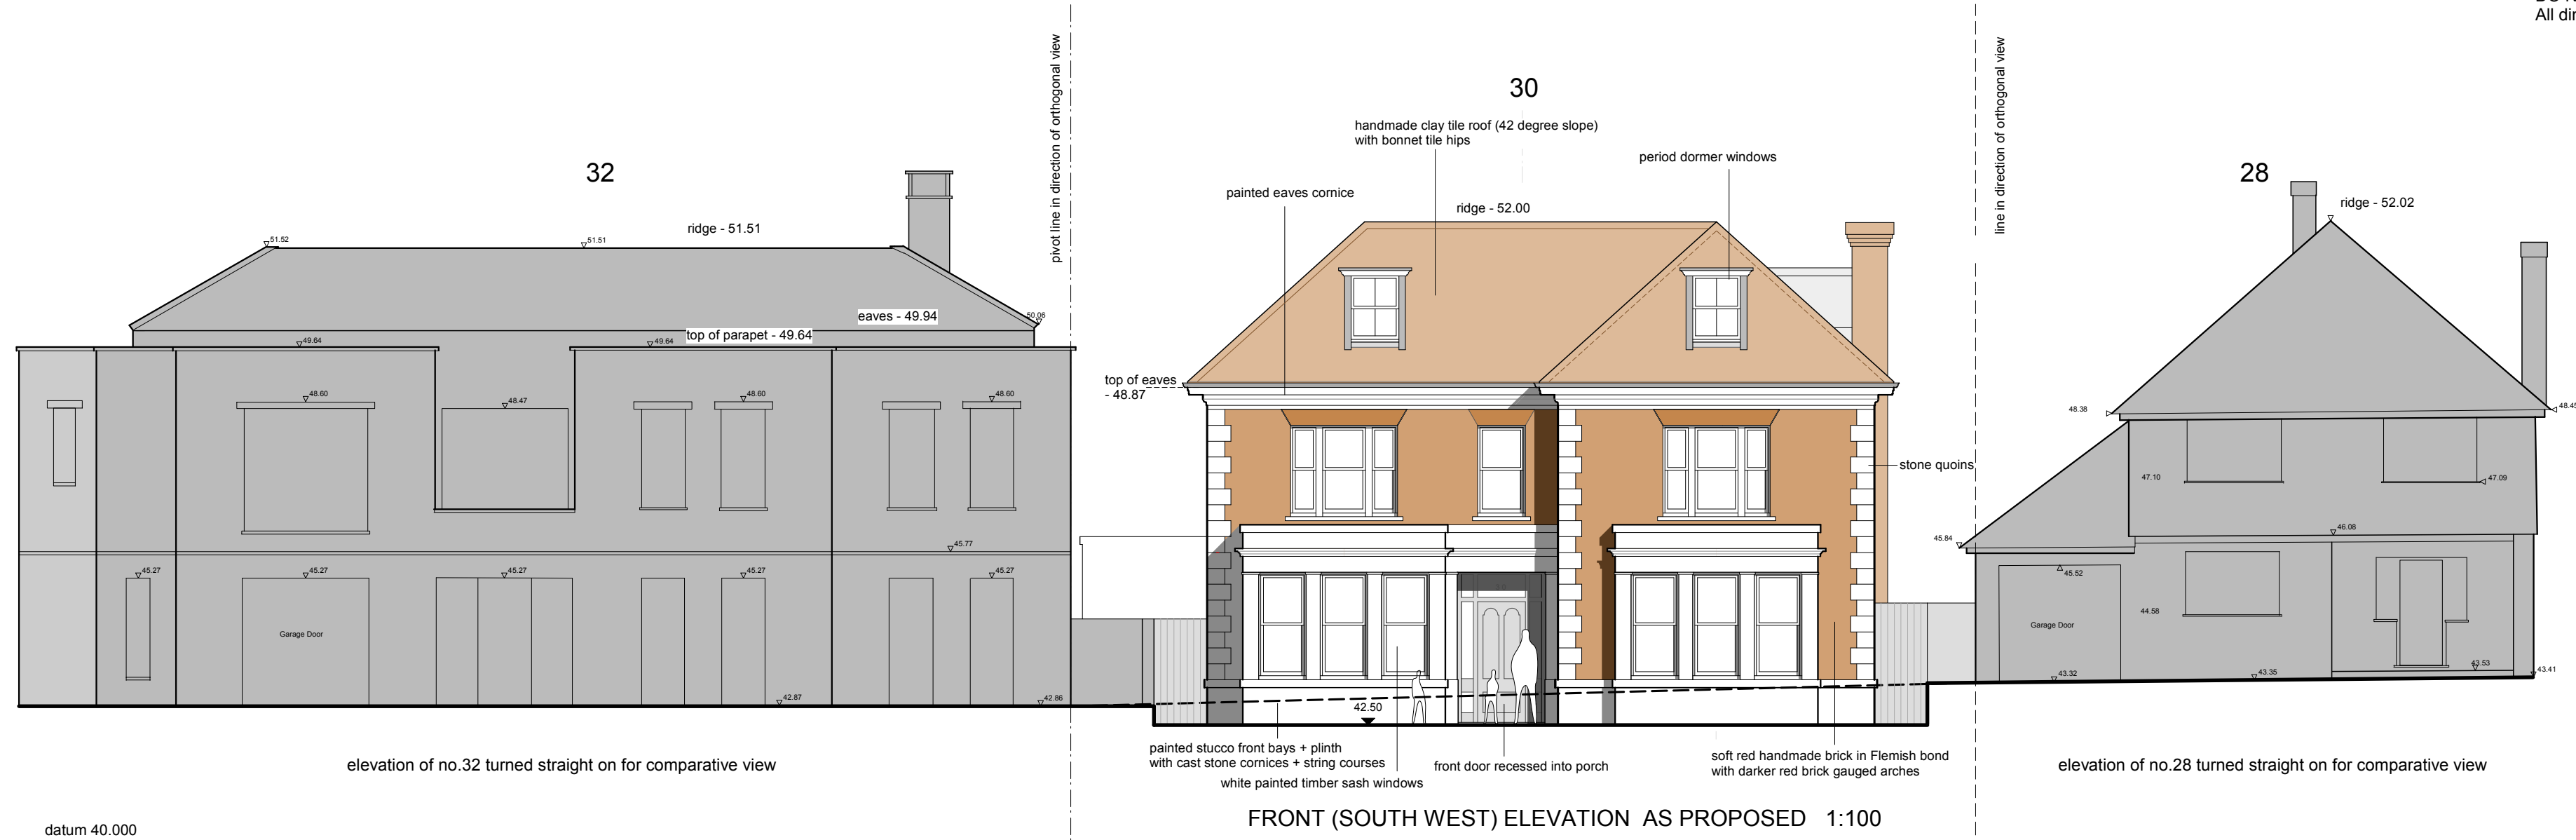 All dir
pivot line in direction of orthogonal view
line in direction of orthogonal view
32
30
28
handmade clay tile roof (42 degree slope)
with bonnet tile hips
period dormer windows
painted eaves cornice
ridge - 51.51
ridge - 52.00
ridge - 52.02
51.52
51.51
eaves - 49.94
50.06
top of parapet - 49.64
49.64
49.64
top of eaves
- 48.87
48.60
48.47
48.60
48.60
48.38
48.45
stone quoins
47.10
47.09
46.08
45.77
45.84
45.27
45.27
45.27
45.27
45.27
45.52
44.58
Garage Door
Garage Door
43.53
43.41
43.32
43.35
42.87
42.86
42.50
painted stucco front bays + plinth
with cast stone cornices + string courses
white painted timber sash windows
front door recessed into porch
soft red handmade brick in Flemish bond
with darker red brick gauged arches
elevation of no.32 turned straight on for comparative view
elevation of no.28 turned straight on for comparative view
FRONT (SOUTH WEST) ELEVATION AS PROPOSED 1:100
datum 40.000